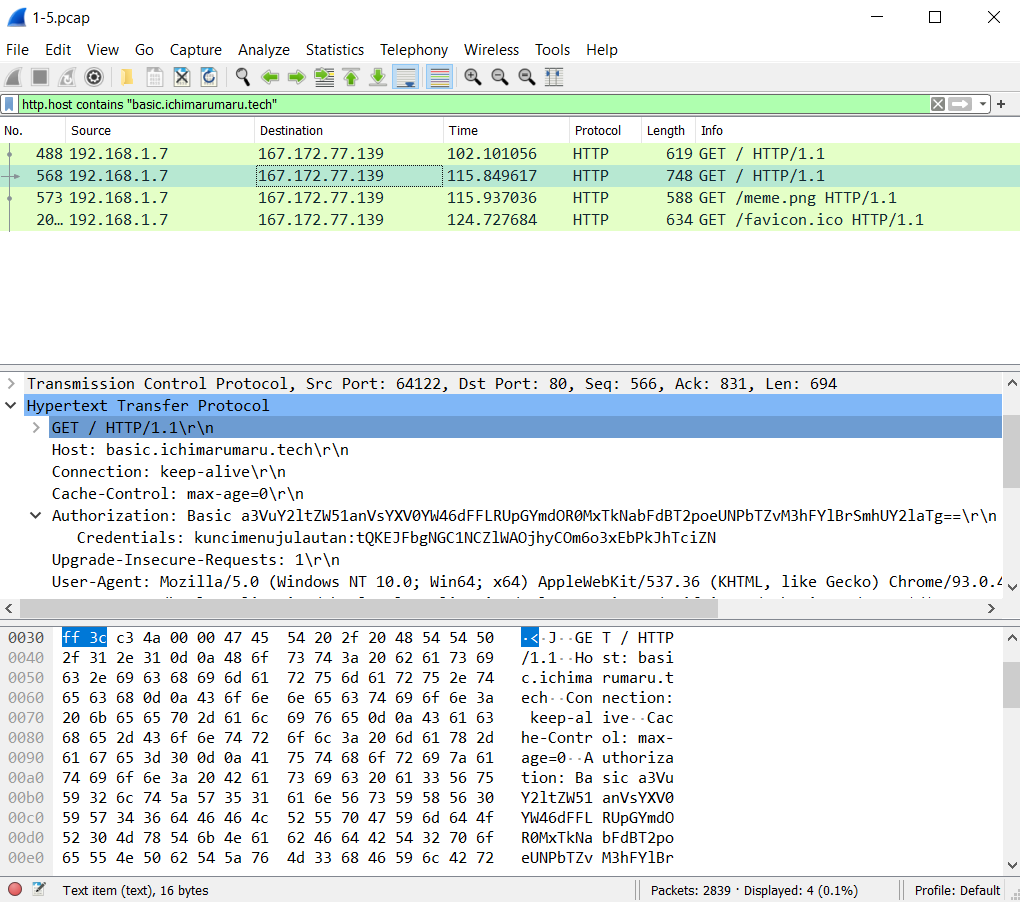 1-5.pcap
File Edit View Go Capture Analyze Statistics Telephony Wireless Tools Help
http.host contains "basic.ichimarumaru.tech"
No. Source Destination Time Protocol Length Info
488 192.168.1.7 167.172.77.139 102.101056 HTTP 619 GET / HTTP/1.1
568 192.168.1.7 167.172.77.139 115.849617 HTTP 748 GET / HTTP/1.1
573 192.168.1.7 167.172.77.139 115.937036 HTTP 588 GET /meme.png HTTP/1.1
20… 192.168.1.7 167.172.77.139 124.727684 HTTP 634 GET /favicon.ico HTTP/1.1
Transmission Control Protocol, Src Port: 64122, Dst Port: 80, Seq: 566, Ack: 831, Len: 694
Hypertext Transfer Protocol
GET / HTTP/1.1\r\n
Host: basic.ichimarumaru.tech\r\n
Connection: keep-alive\r\n
Cache-Control: max-age=0\r\n
Authorization: Basic a3VuY2ltZW51anVsYXV0YW46dFFLRUpGYmdOR0MxTkNabFdBT2poeUNPbTZvM3hFYlBrSmhUY2laTg==\r\n
Credentials: kuncimenujulautan:tQKEJFbgNGC1NCZlWAOjhyCOm6o3xEbPkJhTciZN
Upgrade-Insecure-Requests: 1\r\n
User-Agent: Mozilla/5.0 (Windows NT 10.0; Win64; x64) AppleWebKit/537.36 (KHTML, like Gecko) Chrome/93.0.4
0030 ff 3c c3 4a 00 00 47 45 54 20 2f 20 48 54 54 50 ·<·J··GE T / HTTP
0040 2f 31 2e 31 0d 0a 48 6f 73 74 3a 20 62 61 73 69 /1.1··Ho st: basi
0050 63 2e 69 63 68 69 6d 61 72 75 6d 61 72 75 2e 74 c.ichima rumaru.t
0060 65 63 68 0d 0a 43 6f 6e 6e 65 63 74 69 6f 6e 3a ech··Con nection:
0070 20 6b 65 65 70 2d 61 6c 69 76 65 0d 0a 43 61 63 keep-al ive··Cac
0080 68 65 2d 43 6f 6e 74 72 6f 6c 3a 20 6d 61 78 2d he-Contr ol: max-
0090 61 67 65 3d 30 0d 0a 41 75 74 68 6f 72 69 7a 61 age=0··A uthoriza
00a0 74 69 6f 6e 3a 20 42 61 73 69 63 20 61 33 56 75 tion: Ba sic a3Vu
00b0 59 32 6c 74 5a 57 35 31 61 6e 56 73 59 58 56 30 Y2ltZW51 anVsYXV0
00c0 59 57 34 36 64 46 46 4c 52 55 70 47 59 6d 64 4f YW46dFFL RUpGYmdO
00d0 52 30 4d 78 54 6b 4e 61 62 46 64 42 54 32 70 6f R0MxTkNa bFdBT2po
00e0 65 55 4e 50 62 54 5a 76 4d 33 68 46 59 6c 42 72 eUNPbTZv M3hFYlBr
Text item (text), 16 bytes Packets: 2839 · Displayed: 4 (0.1%) Profile: Default